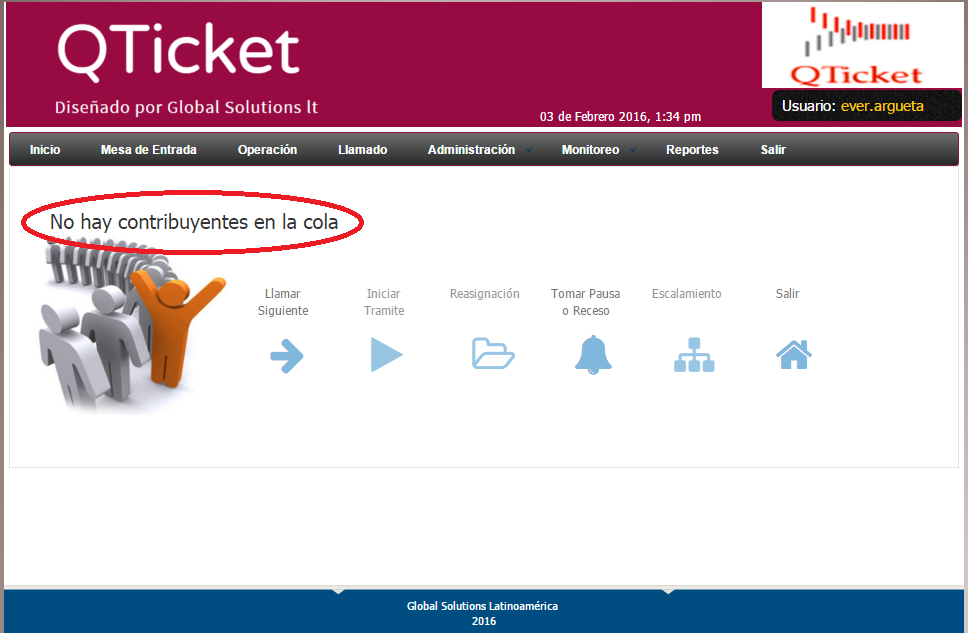 QTicket
Diseñado por Global Solutions lt
QTicket
Usuario: ever.argueta
03 de Febrero 2016, 1:34 pm
Inicio Mesa de Entrada Operación Llamado Administración Monitoreo Reportes Salir
No hay contribuyentes en la cola
Llamar Siguiente
Iniciar Tramite
Reasignación
Tomar Pausa o Receso
Escalamiento
Salir
Global Solutions Latinoamérica
2016